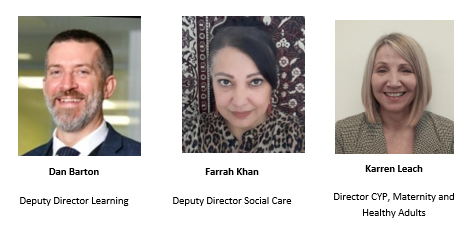 Dan Barton
Deputy Director Learning
Farrah Khan
Deputy Director Social Care
Karren Leach
Director CYP, Maternity and
Healthy Adults